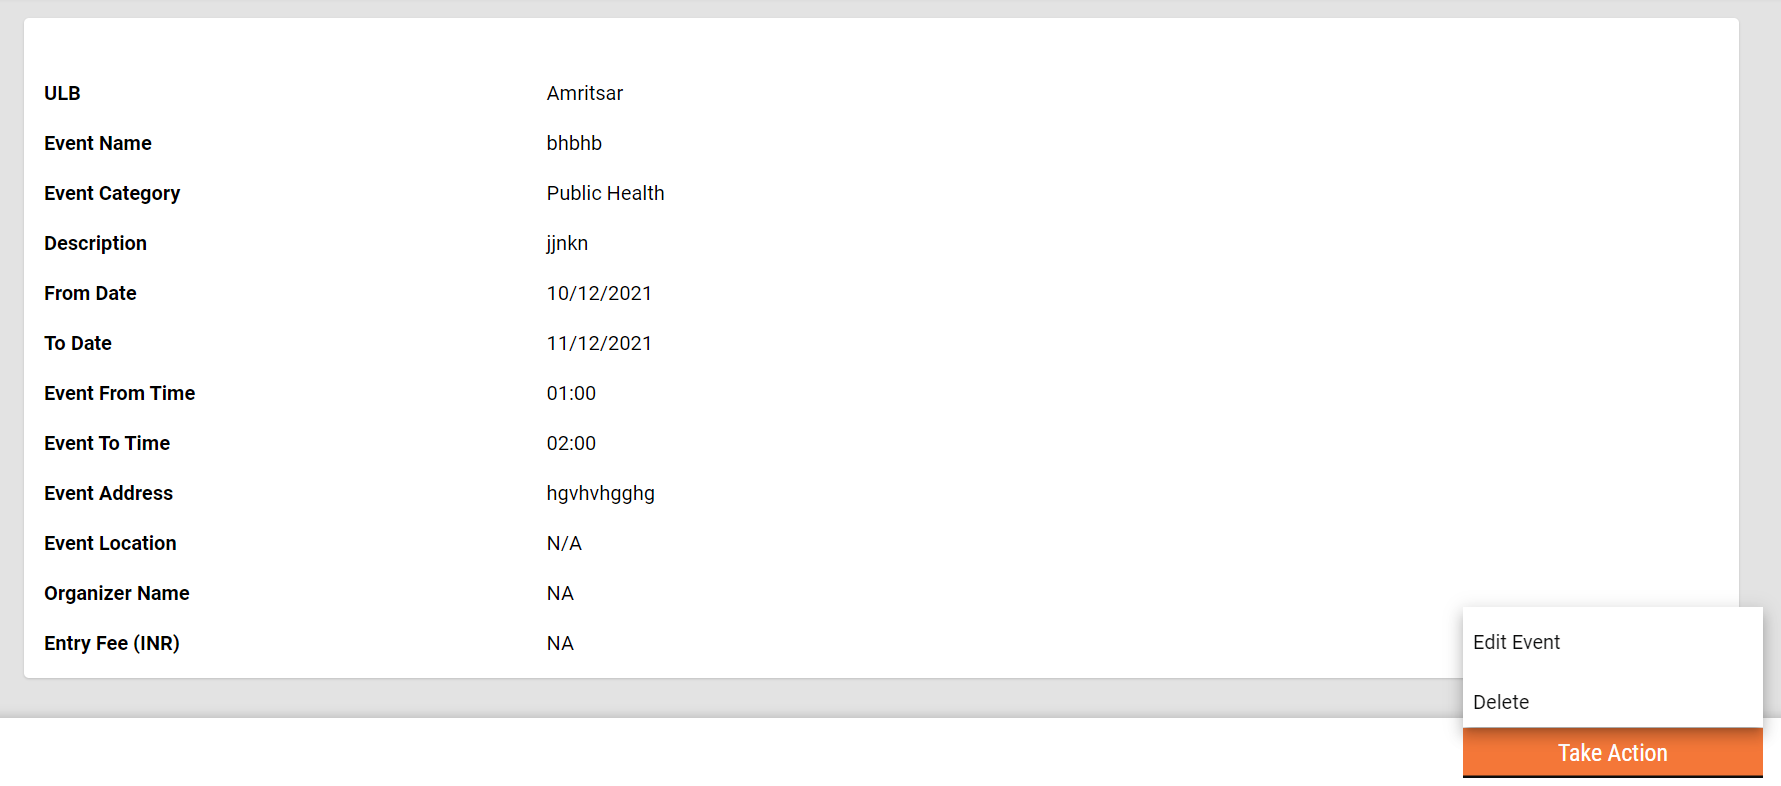 ULB Amritsar
Event Name bhbhb
Event Category Public Health
Description jjnkn
From Date 10/12/2021
To Date 11/12/2021
Event From Time 01:00
Event To Time 02:00
Event Address hgvhvhgghg
Event Location N/A
Organizer Name NA
Entry Fee (INR) NA
Edit Event
Delete
Take Action